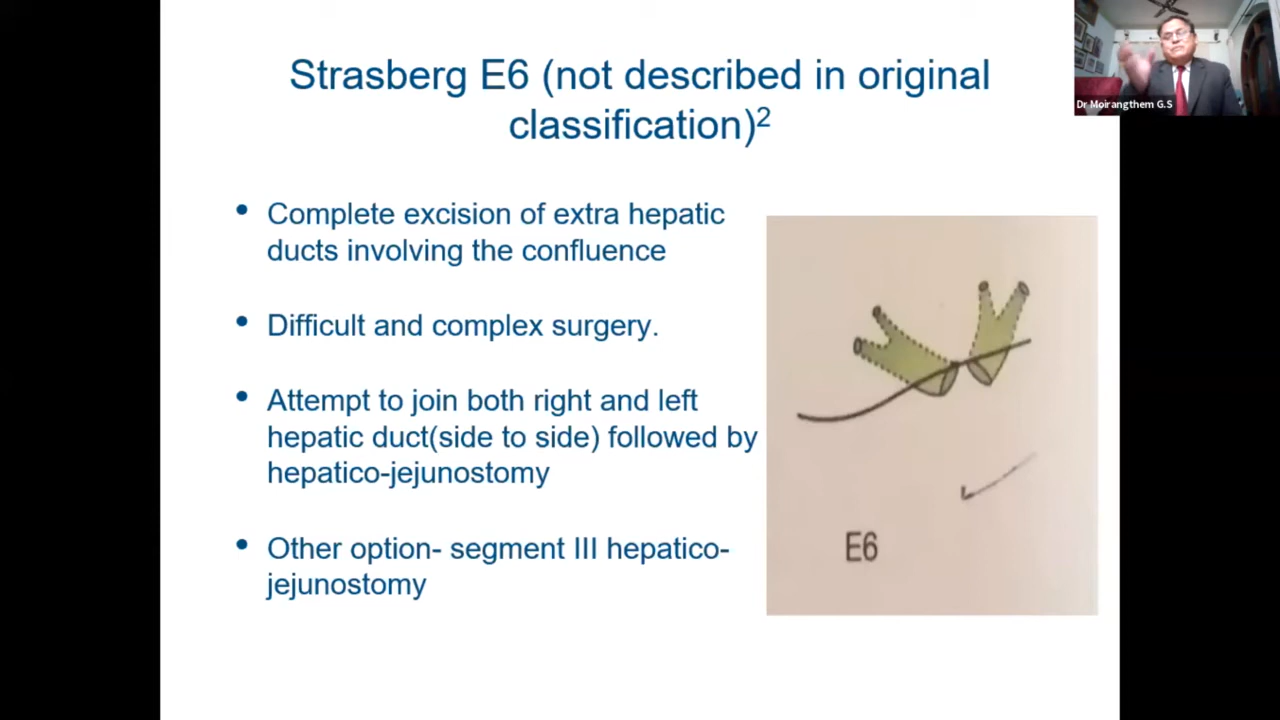 Strasberg E6 (not described in original
classification)2
Dr Moirangthem G.S
• Complete excision of extra hepatic
ducts involving the confluence
• Difficult and complex surgery.
• Attempt to join both right and left
hepatic duct(side to side) followed by
hepatico-jejunostomy
• Other option- segment III hepatico-
jejunostomy
E6